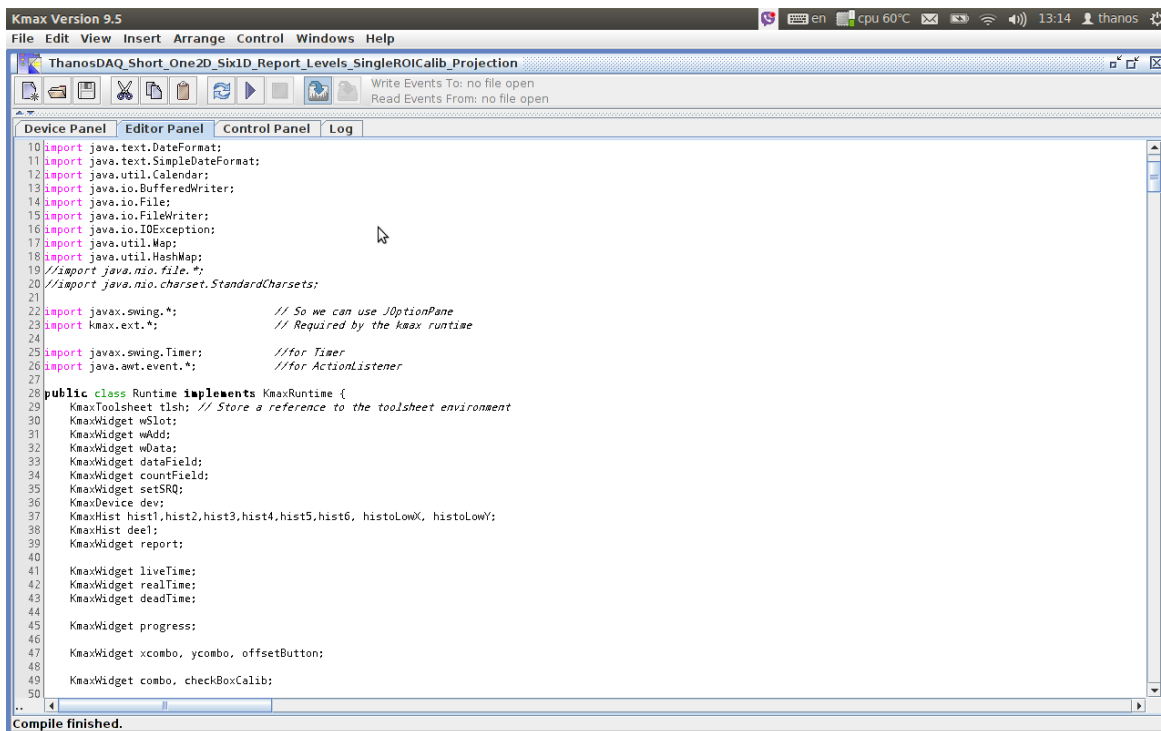 Kmax Version 9.5 en cpu 60°C 13:14 thanos
File Edit View Insert Arrange Control Windows Help
ThanosDAQ_Short_One2D_Six1D_Report_Levels_SingleROICalib_Projection
Write Events To: no file open
Read Events From: no file open
Device Panel Editor Panel Control Panel Log
10 import java.text.DateFormat;
11 import java.text.SimpleDateFormat;
12 import java.util.Calendar;
13 import java.io.BufferedWriter;
14 import java.io.File;
15 import java.io.FileWriter;
16 import java.io.IOException;
17 import java.util.Map;
18 import java.util.HashMap;
19 //import java.nio.file.*;
20 //import java.nio.charset.StandardCharsets;
21
22 import javax.swing.*; // So we can use JOptionPane
23 import kmax.ext.*; // Required by the kmax runtime
24
25 import javax.swing.Timer; //for Timer
26 import java.awt.event.*; //for ActionListener
27
28 public class Runtime implements KmaxRuntime {
29 KmaxToolsheet tlsh; // Store a reference to the toolsheet environment
30 KmaxWidget wSlot;
31 KmaxWidget wAdd;
32 KmaxWidget wData;
33 KmaxWidget dataField;
34 KmaxWidget countField;
35 KmaxWidget setSRQ;
36 KmaxDevice dev;
37 KmaxHist hist1,hist2,hist3,hist4,hist5,hist6, histoLowX, histoLowY;
38 KmaxHist dee1;
39 KmaxWidget report;
40
41 KmaxWidget liveTime;
42 KmaxWidget realTime;
43 KmaxWidget deadTime;
44
45 KmaxWidget progress;
46
47 KmaxWidget xcombo, ycombo, offsetButton;
48
49 KmaxWidget combo, checkBoxCalib;
50
..
Compile finished.